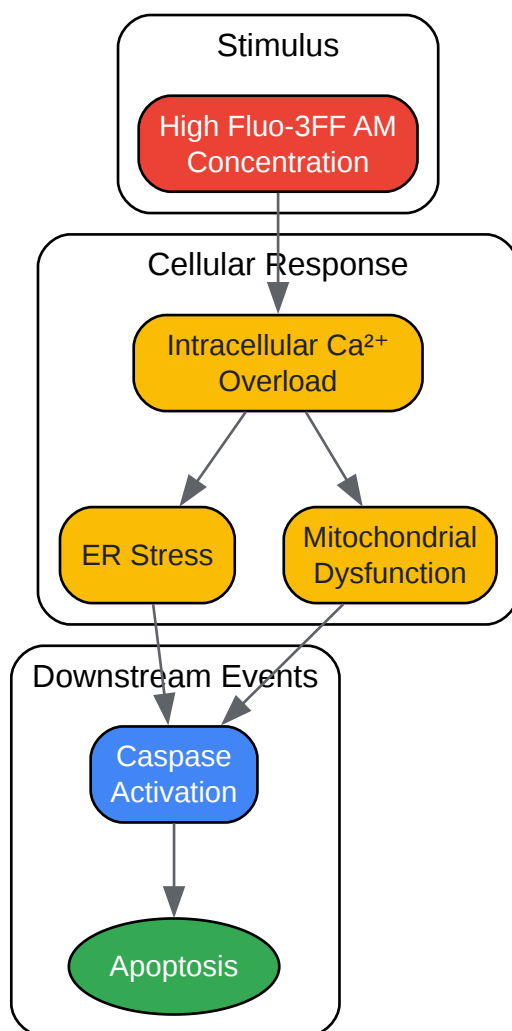 Stimulus
High Fluo-3FF AM
Concentration
Cellular Response
Intracellular Ca²⁺
Overload
ER Stress
Mitochondrial
Dysfunction
Downstream Events
Caspase
Activation
Apoptosis